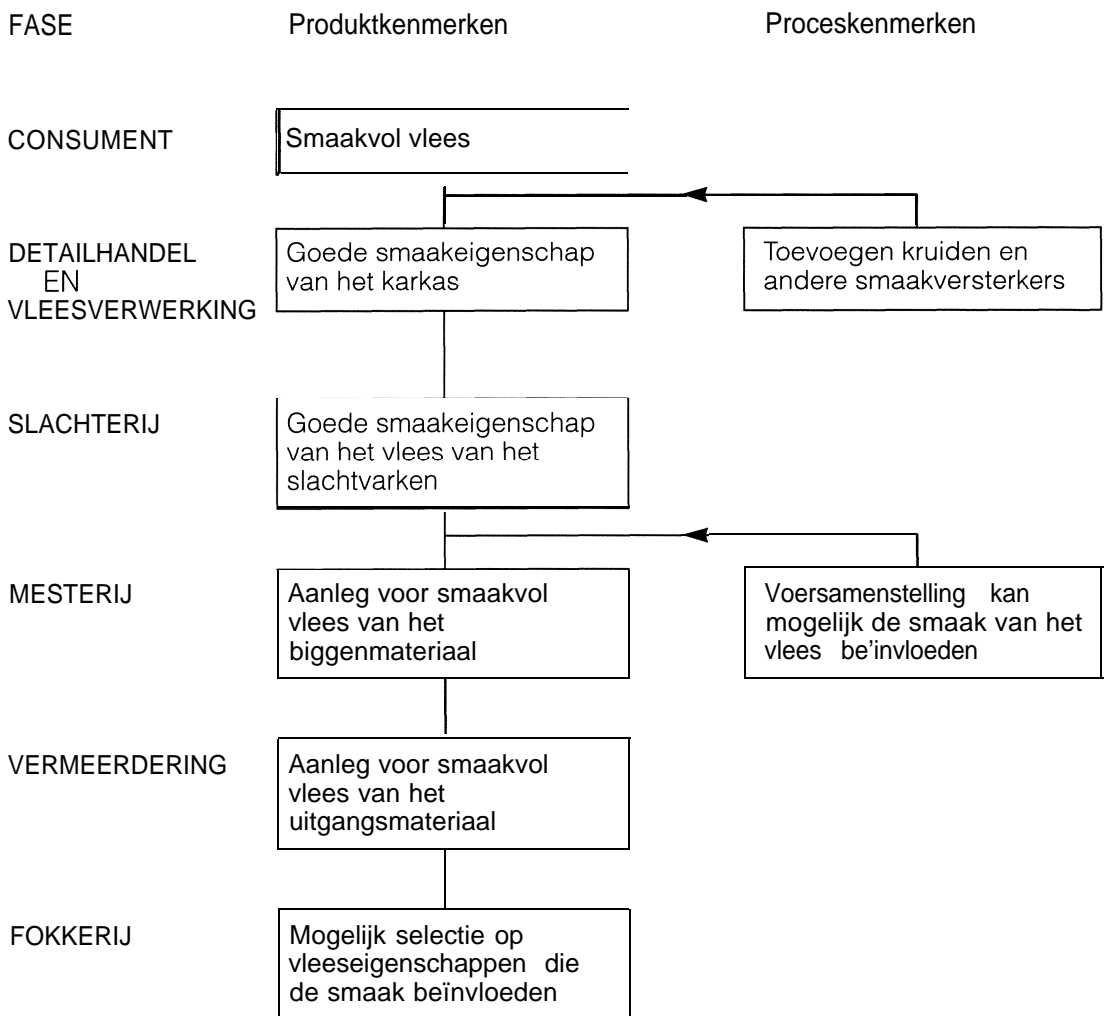 FASE Produktkenmerken Proceskenmerken
CONSUMENT
Smaakvol vlees
DETAILHANDEL
EN
VLEESVERWERKING
Goede smaakeigenschap
van het karkas
Toevoegen kruiden en
andere smaakversterkers
SLACHTERIJ
Goede smaakeigenschap
van het vlees van het
slachtvarken
MESTERIJ
Aanleg voor smaakvol
vlees van het
biggenmateriaal
Voersamenstelling kan
mogelijk de smaak van het
vlees be'invloeden
VERMEERDERING
Aanleg voor smaakvol
vlees van het
uitgangsmateriaal
FOKKERIJ
Mogelijk selectie op
vleeseigenschappen die
de smaak beïnvloeden